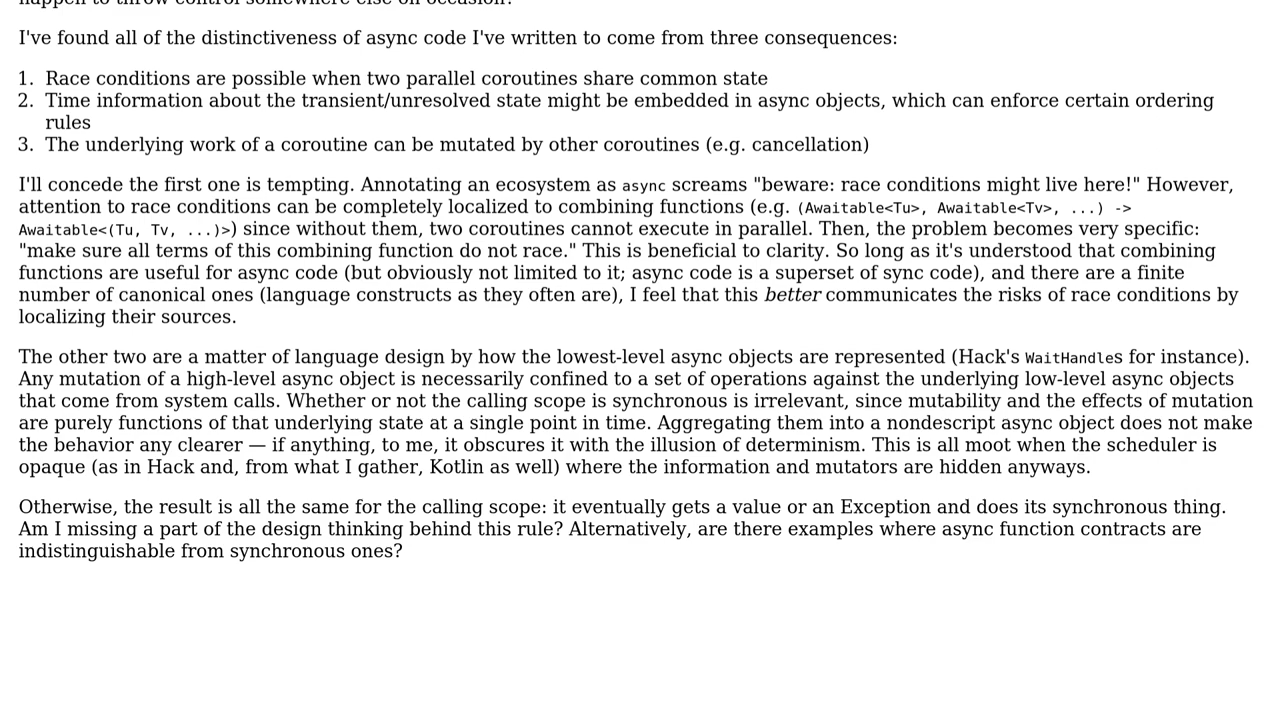 happen to throw control somewhere else on occasion?
I've found all of the distinctiveness of async code I've written to come from three consequences:
1. Race conditions are possible when two parallel coroutines share common state
2. Time information about the transient/unresolved state might be embedded in async objects, which can enforce certain ordering
rules
3. The underlying work of a coroutine can be mutated by other coroutines (e.g. cancellation)
I'll concede the first one is tempting. Annotating an ecosystem as async screams "beware: race conditions might live here!" However,
attention to race conditions can be completely localized to combining functions (e.g. (Awaitable<Tu>, Awaitable<Tv>, ...) ->
Awaitable<(Tu, Tv, ...)>) since without them, two coroutines cannot execute in parallel. Then, the problem becomes very specific:
"make sure all terms of this combining function do not race." This is beneficial to clarity. So long as it's understood that combining
functions are useful for async code (but obviously not limited to it; async code is a superset of sync code), and there are a finite
number of canonical ones (language constructs as they often are), I feel that this better communicates the risks of race conditions by
localizing their sources.
The other two are a matter of language design by how the lowest-level async objects are represented (Hack's WaitHandles for instance).
Any mutation of a high-level async object is necessarily confined to a set of operations against the underlying low-level async objects
that come from system calls. Whether or not the calling scope is synchronous is irrelevant, since mutability and the effects of mutation
are purely functions of that underlying state at a single point in time. Aggregating them into a nondescript async object does not make
the behavior any clearer — if anything, to me, it obscures it with the illusion of determinism. This is all moot when the scheduler is
opaque (as in Hack and, from what I gather, Kotlin as well) where the information and mutators are hidden anyways.
Otherwise, the result is all the same for the calling scope: it eventually gets a value or an Exception and does its synchronous thing.
Am I missing a part of the design thinking behind this rule? Alternatively, are there examples where async function contracts are
indistinguishable from synchronous ones?